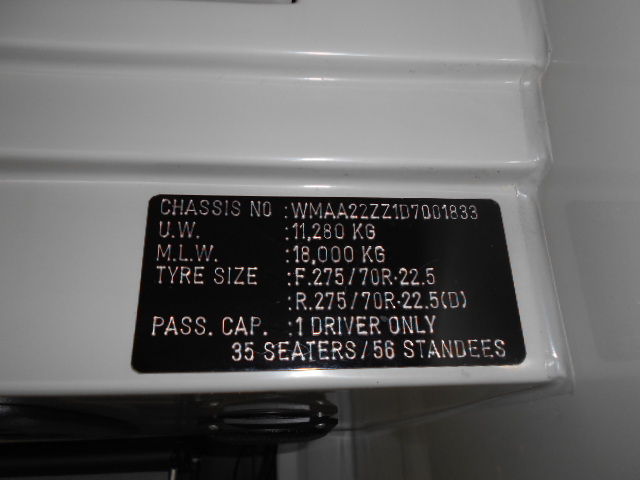 CHASSIS NO :WMAA22ZZ1D7001833
U.W. :11,280 KG
M.L.W. :18,000 KG
TYRE SIZE :F.275/70R-22.5
:R.275/70R-22.5(D)
PASS. CAP. :1 DRIVER ONLY
35 SEATERS/56 STANDEES